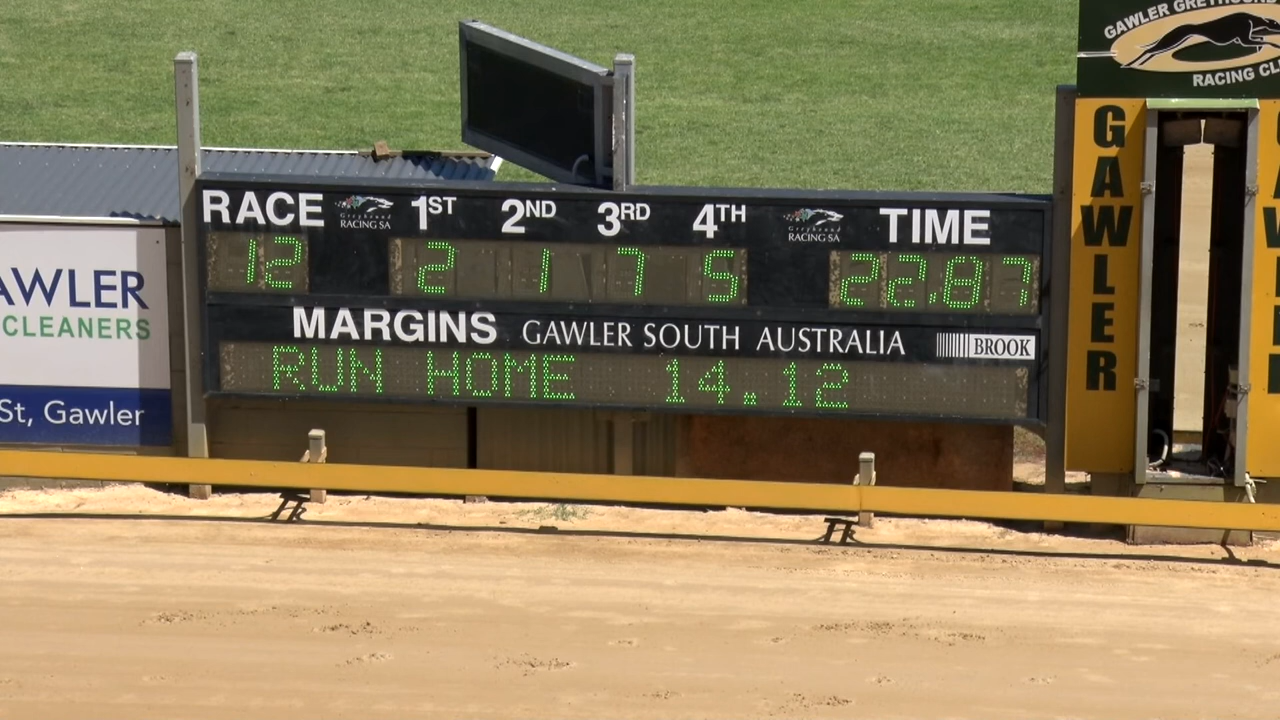 GAWLER GREYHOUND
RACING CL
GAWLER
RACE
Greyhound
RACING SA
1ST 2ND 3RD 4TH
Greyhound
RACING SA
TIME
12 2 1 7 5 22.87
MARGINS GAWLER SOUTH AUSTRALIA BROOK
RUN HOME 14.12
AWLER
CLEANERS
St, Gawler